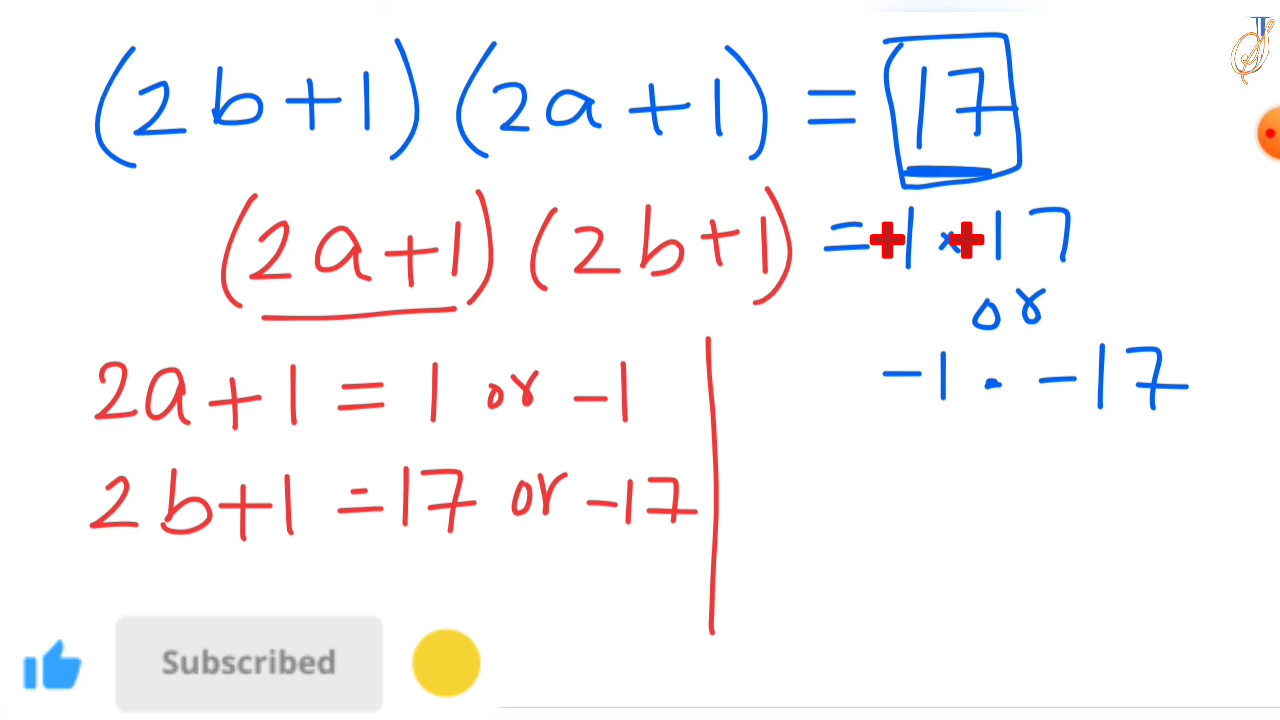 (2b+1)(2a+1) = 17
(2a+1)(2b+1) = +1 × +17
or
-1 · -17
2a+1 = 1 or -1
2b+1 = 17 or -17
Subscribed